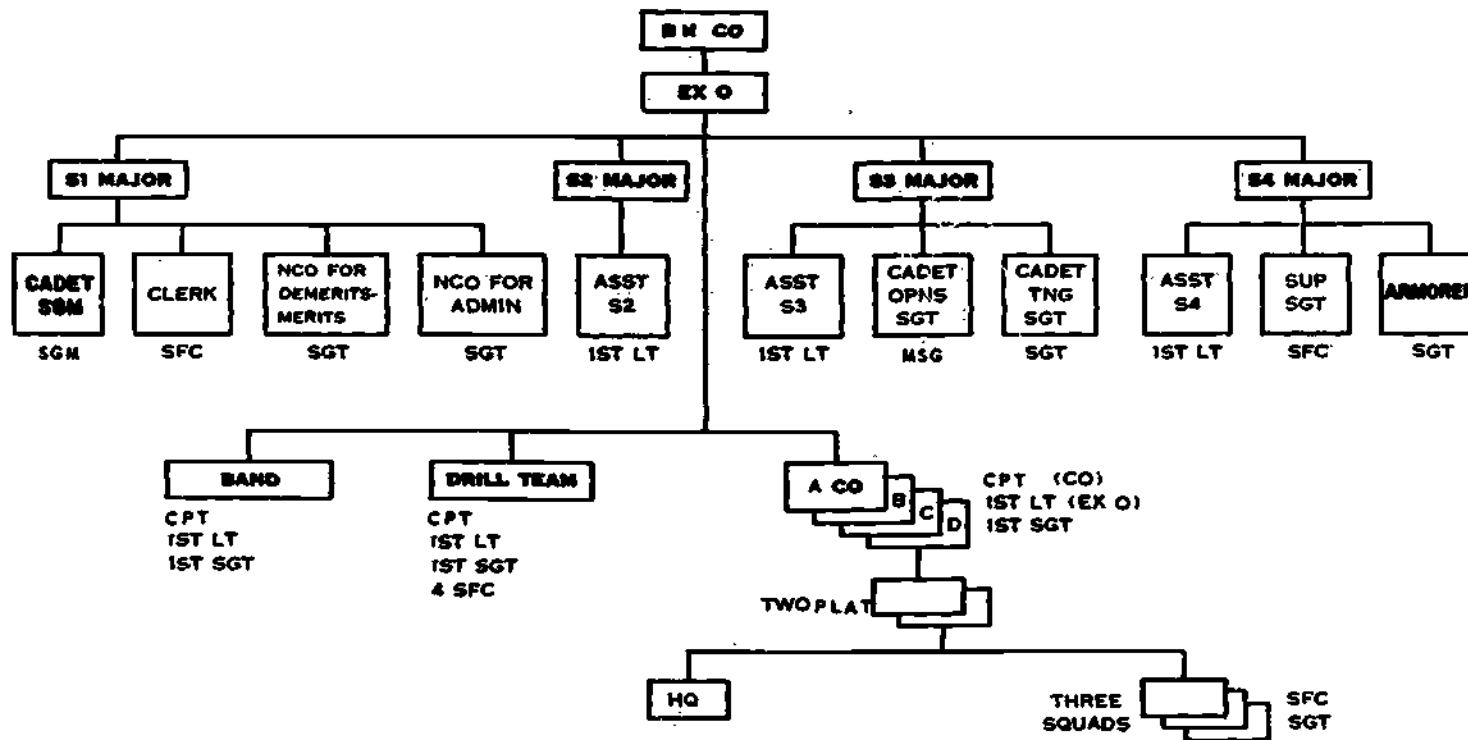 BN CO
EX O
S1 MAJOR
S2 MAJOR
S3 MAJOR
S4 MAJOR
CADET
SGM
SGM
CLERK
SFC
NCO FOR
DEMERITS-
MERITS
SGT
NCO FOR
ADMIN
SGT
ASST
S2
1ST LT
ASST
S3
1ST LT
CADET
OPNS
SGT
MSG
CADET
TNG
SGT
SGT
ASST
S4
1ST LT
SUP
SGT
SFC
ARMORER
SGT
BAND
CPT
1ST LT
1ST SGT
DRILL TEAM
CPT
1ST LT
1ST SGT
4 SFC
A CO
B
C
D
CPT (CO)
1ST LT (EX O)
1ST SGT
TWO PLAT
HQ
THREE
SQUADS
SFC
SGT